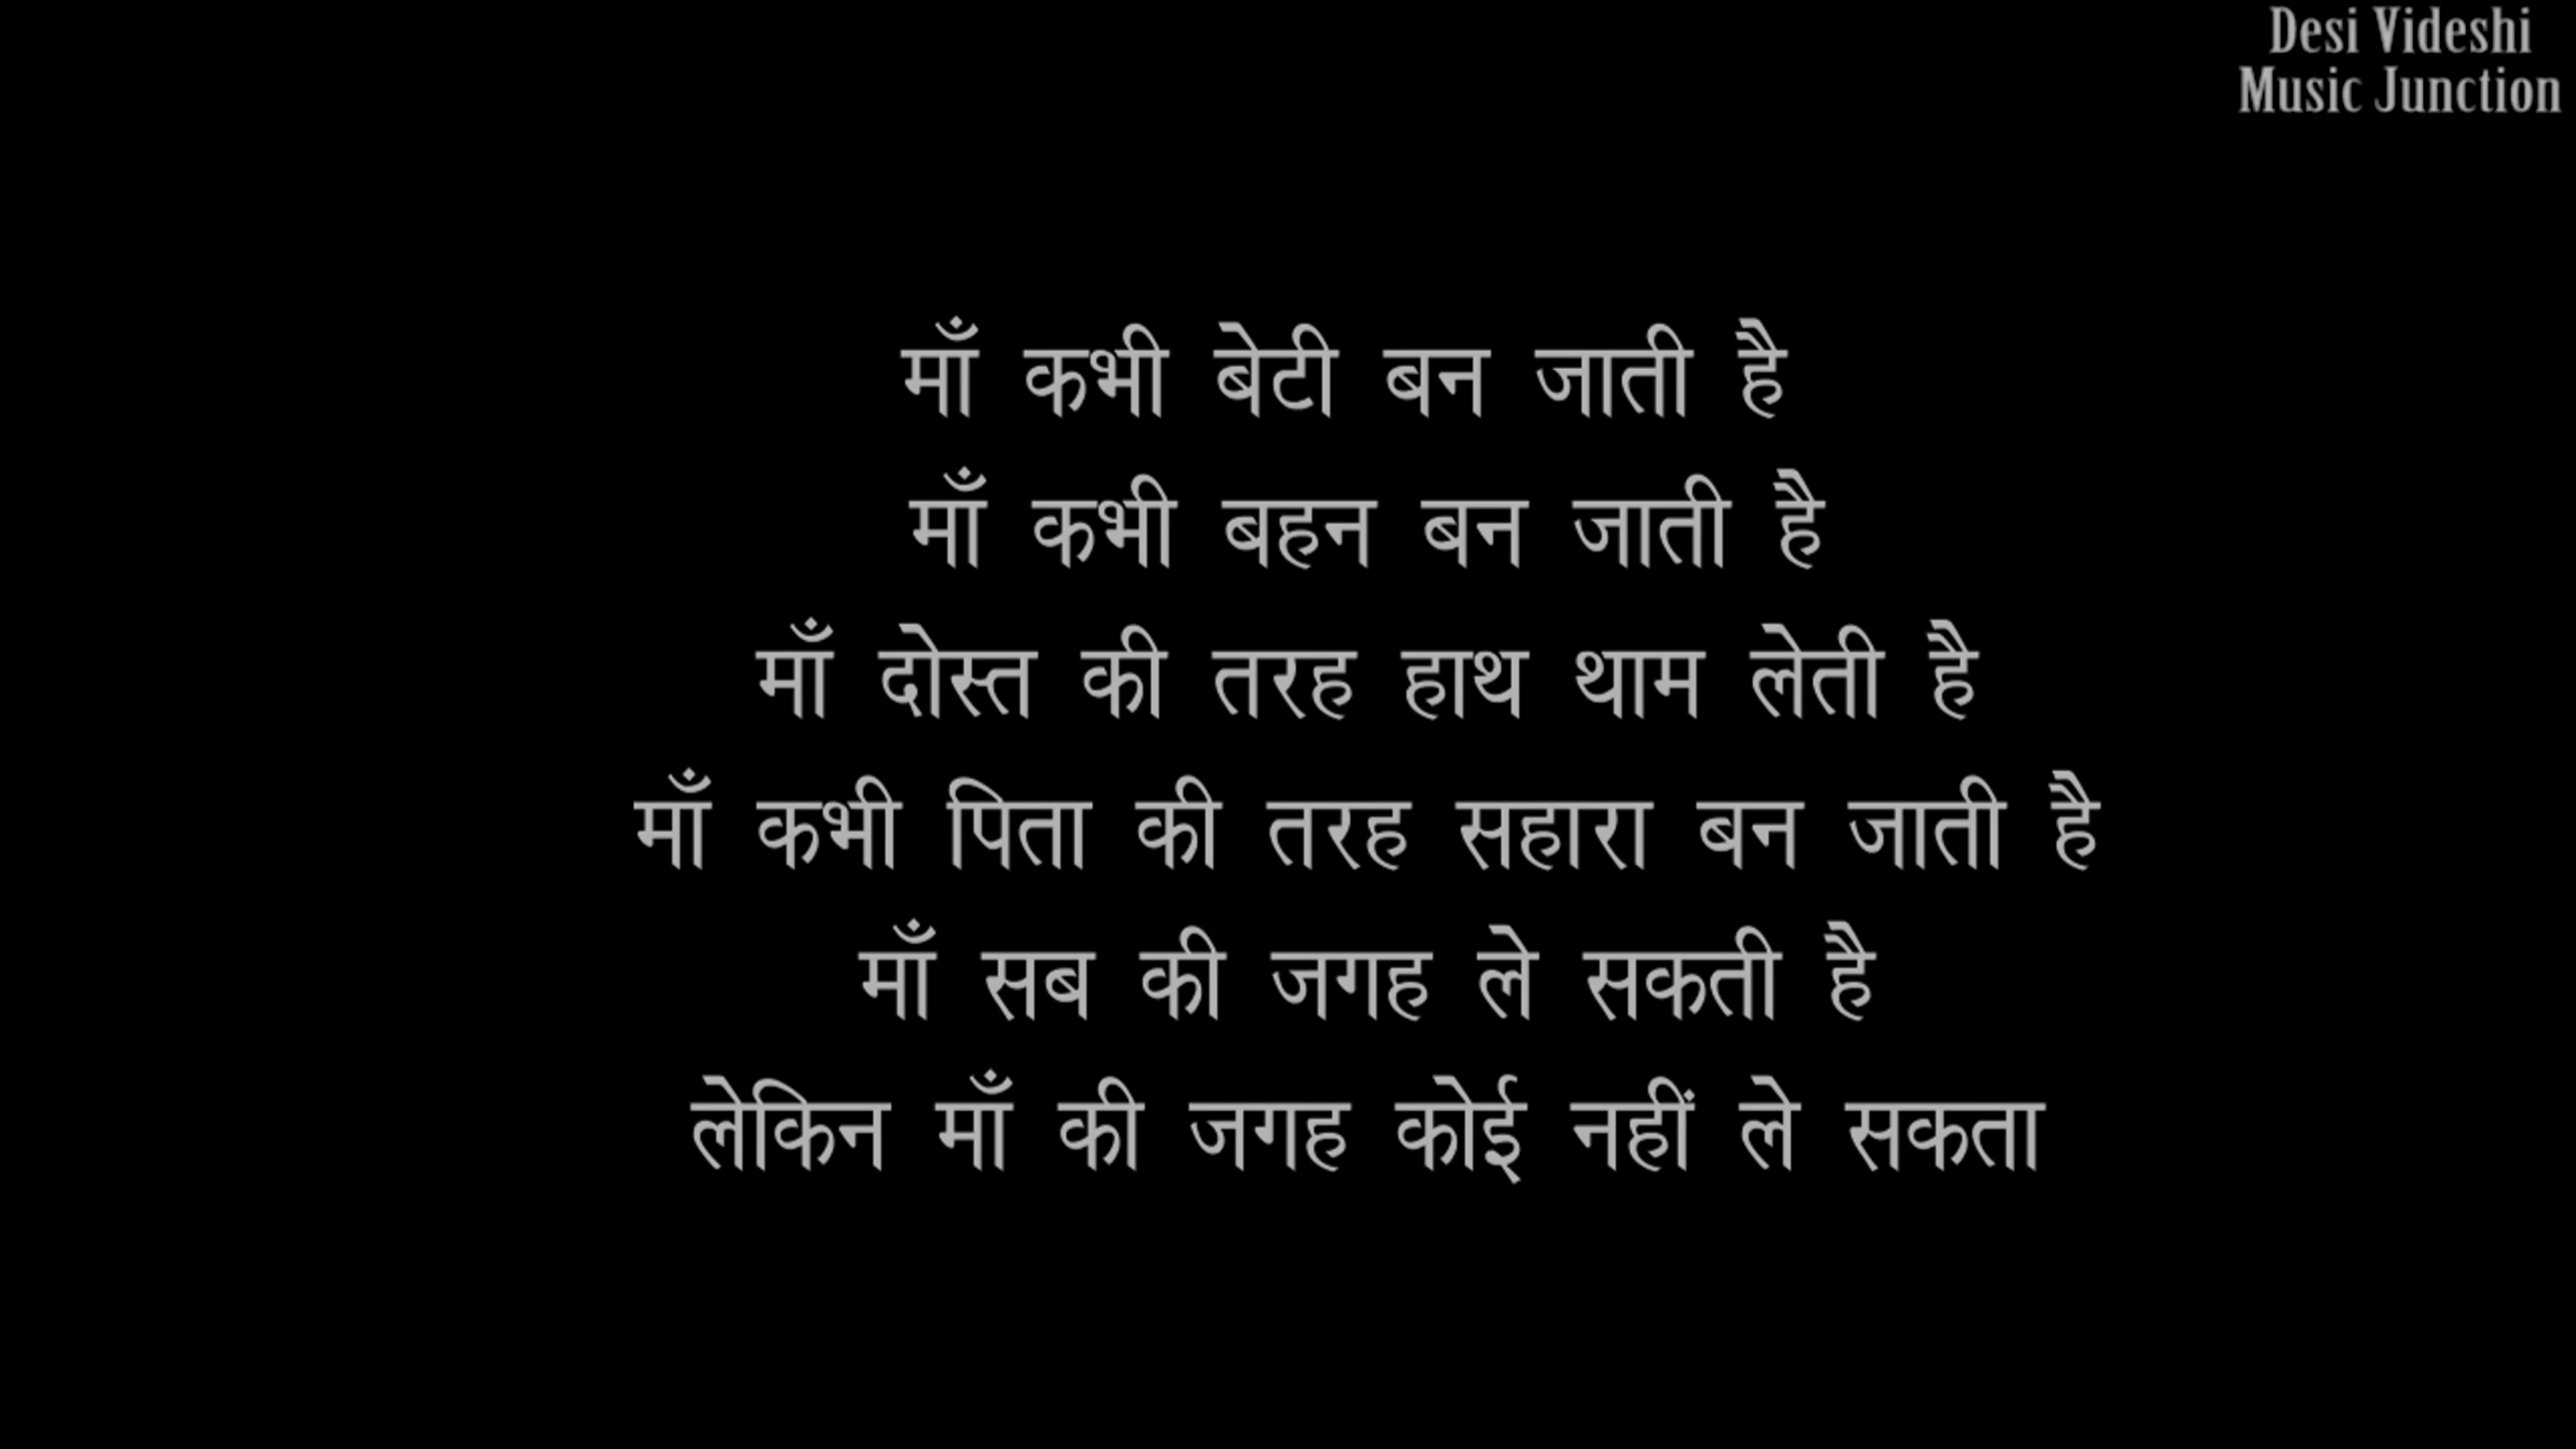 Desi Videshi
Music Junction
माँ कभी बेटी बन जाती है
माँ कभी बहन बन जाती है
माँ दोस्त की तरह हाथ थाम लेती है
माँ कभी पिता की तरह सहारा बन जाती है
माँ सब की जगह ले सकती है
लेकिन माँ की जगह कोई नहीं ले सकता